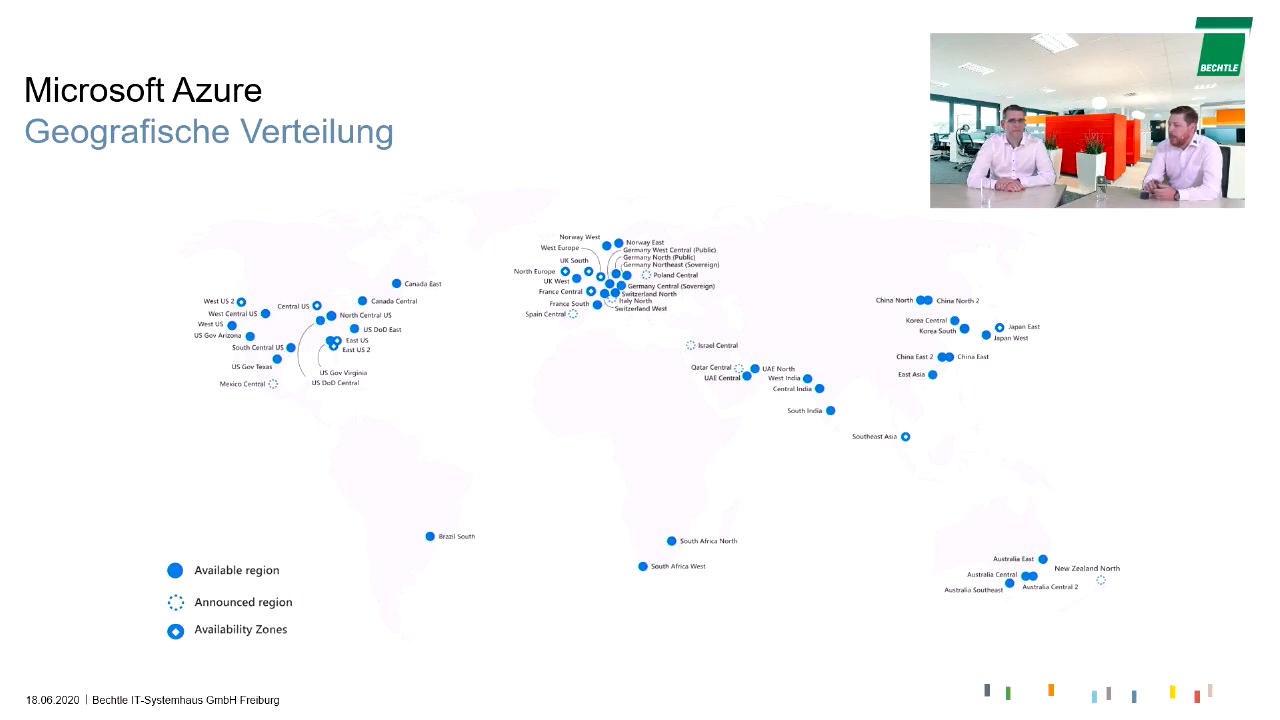 BECHTLE
Microsoft Azure
Geografische Verteilung
Norway West
Norway East
West Europe
Germany West Central (Public)
Germany North (Public)
Germany Northeast (Sovereign)
UK South
North Europe
Poland Central
UK West
Germany Central (Sovereign)
France Central
Switzerland North
Italy North
France South
Switzerland West
Spain Central
Canada East
West US 2
Canada Central
Central US
West Central US
North Central US
West US
US DoD East
US Gov Arizona
East US
South Central US
East US 2
US Gov Texas
US Gov Virginia
Mexico Central
US DoD Central
China North
China North 2
Korea Central
Korea South
Japan East
Japan West
Israel Central
China East 2
China East
Qatar Central
UAE North
UAE Central
West India
East Asia
Central India
South India
Southeast Asia
Brazil South
South Africa North
South Africa West
Australia East
New Zealand North
Australia Central
Australia Central 2
Australia Southeast
Available region
Announced region
Availability Zones
18.06.2020 | Bechtle IT-Systemhaus GmbH Freiburg